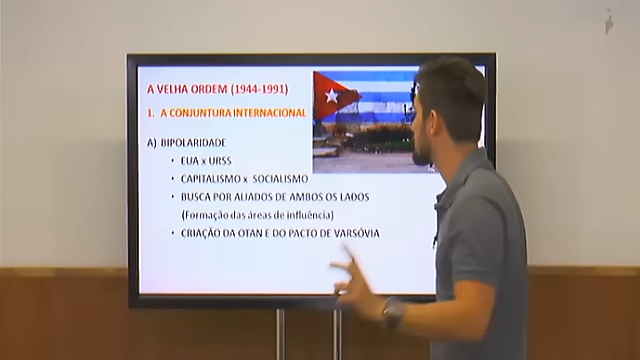 A VELHA ORDEM (1944-1991)
1. A CONJUNTURA INTERNACIONAL
A) BIPOLARIDADE
• EUA x URSS
• CAPITALISMO x SOCIALISMO
• BUSCA POR ALIADOS DE AMBOS OS LADOS
(Formação das áreas de influência)
• CRIAÇÃO DA OTAN E DO PACTO DE VARSÓVIA